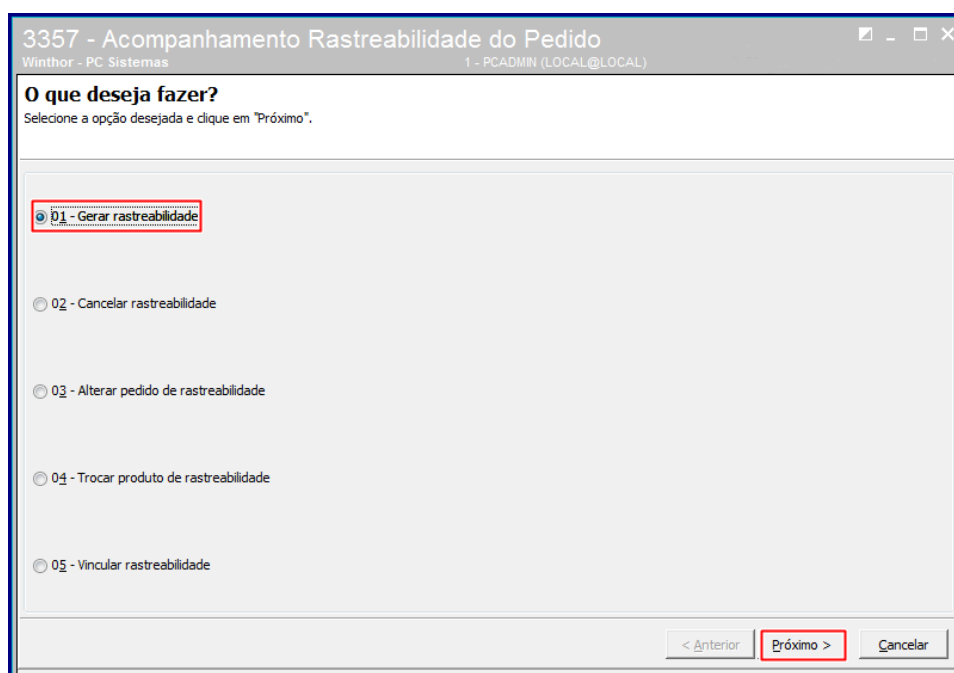 3357 - Acompanhamento Rastreabilidade do Pedido
Winthor - PC Sistemas 1 - PCADMIN (LOCAL@LOCAL)
O que deseja fazer?
Selecione a opção desejada e clique em "Próximo".
01 - Gerar rastreabilidade
02 - Cancelar rastreabilidade
03 - Alterar pedido de rastreabilidade
04 - Trocar produto de rastreabilidade
05 - Vincular rastreabilidade
< Anterior Próximo > Cancelar